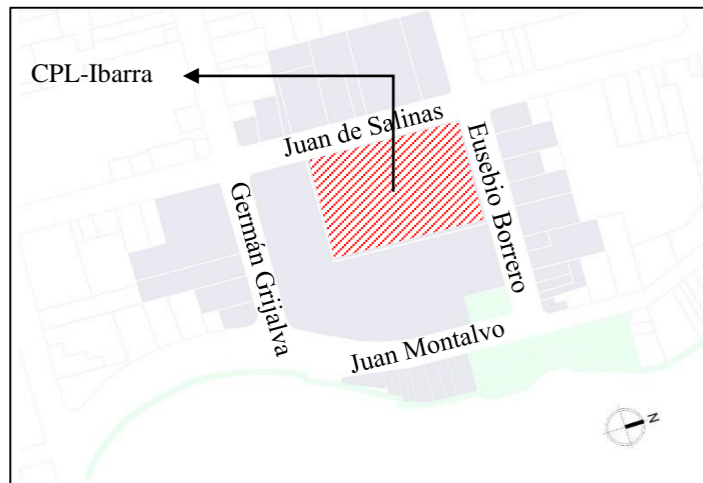 CPL-Ibarra
Juan de Salinas
Eusebio Borrero
Germán Grijalva
Juan Montalvo
N